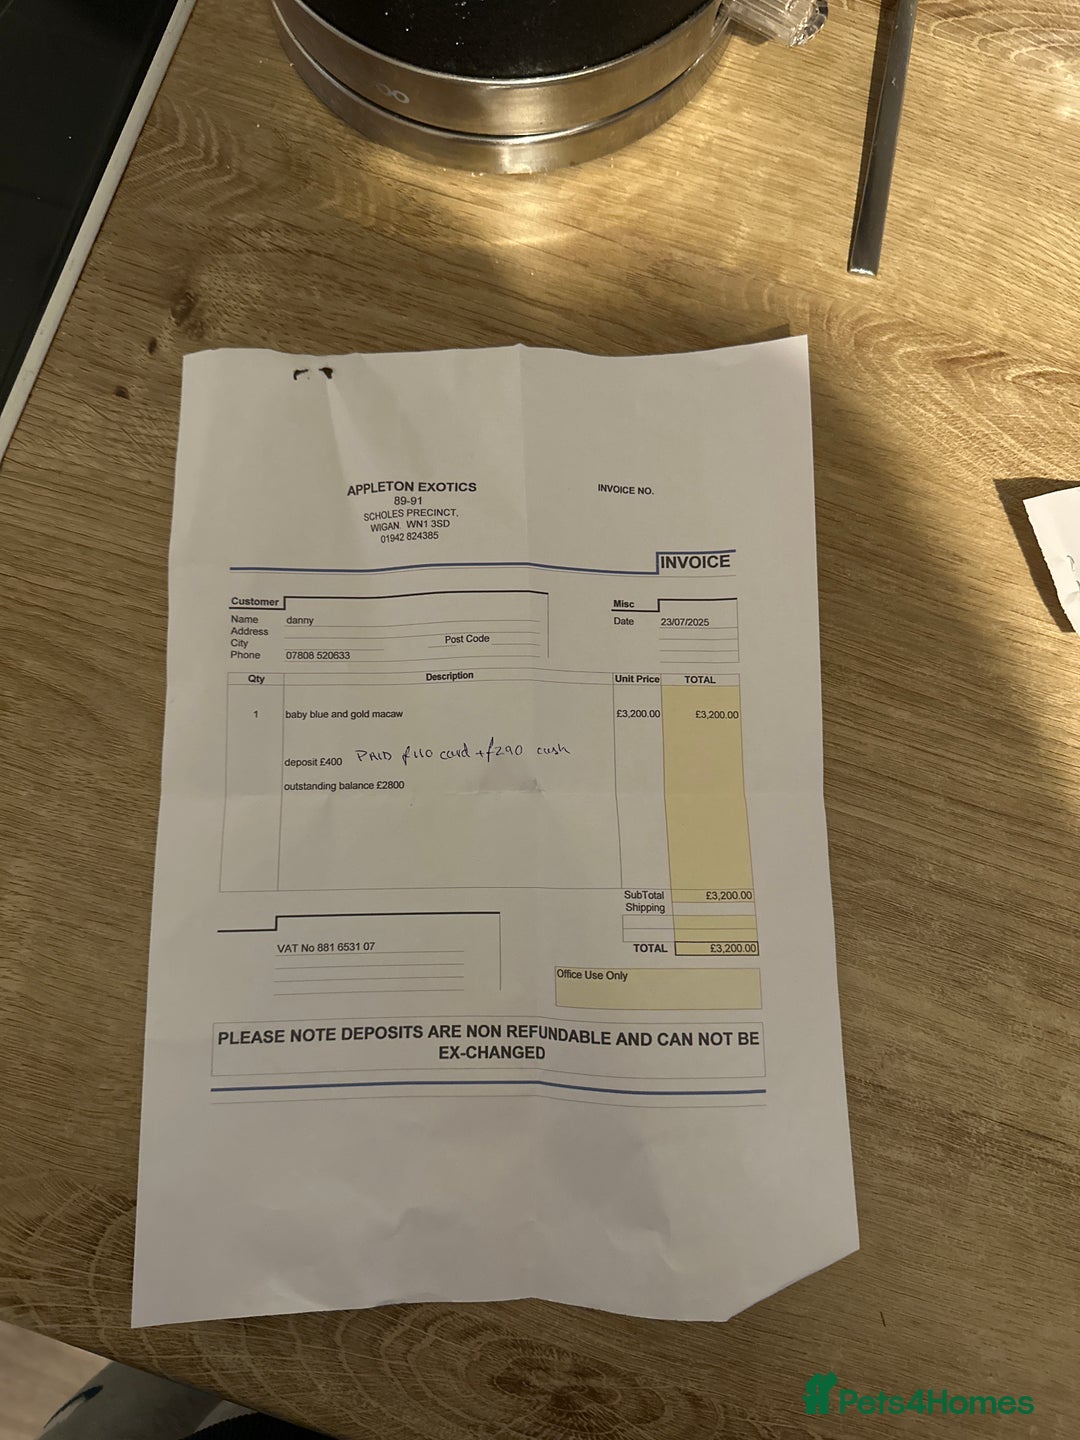 APPLETON EXOTICS
89-91
SCHOLES PRECINCT,
WIGAN. WN1 3SD
01942 824385
INVOICE NO.
INVOICE
Customer
Name danny
Address
City Post Code
Phone 07808 520633
Misc
Date 23/07/2025
Qty Description Unit Price TOTAL
1 baby blue and gold macaw £3,200.00 £3,200.00
deposit £400 PAID £110 card + £290 cash
outstanding balance £2800
SubTotal £3,200.00
Shipping
TOTAL £3,200.00
VAT No 881 6531 07
Office Use Only
PLEASE NOTE DEPOSITS ARE NON REFUNDABLE AND CAN NOT BE
EX-CHANGED
Pets4Homes